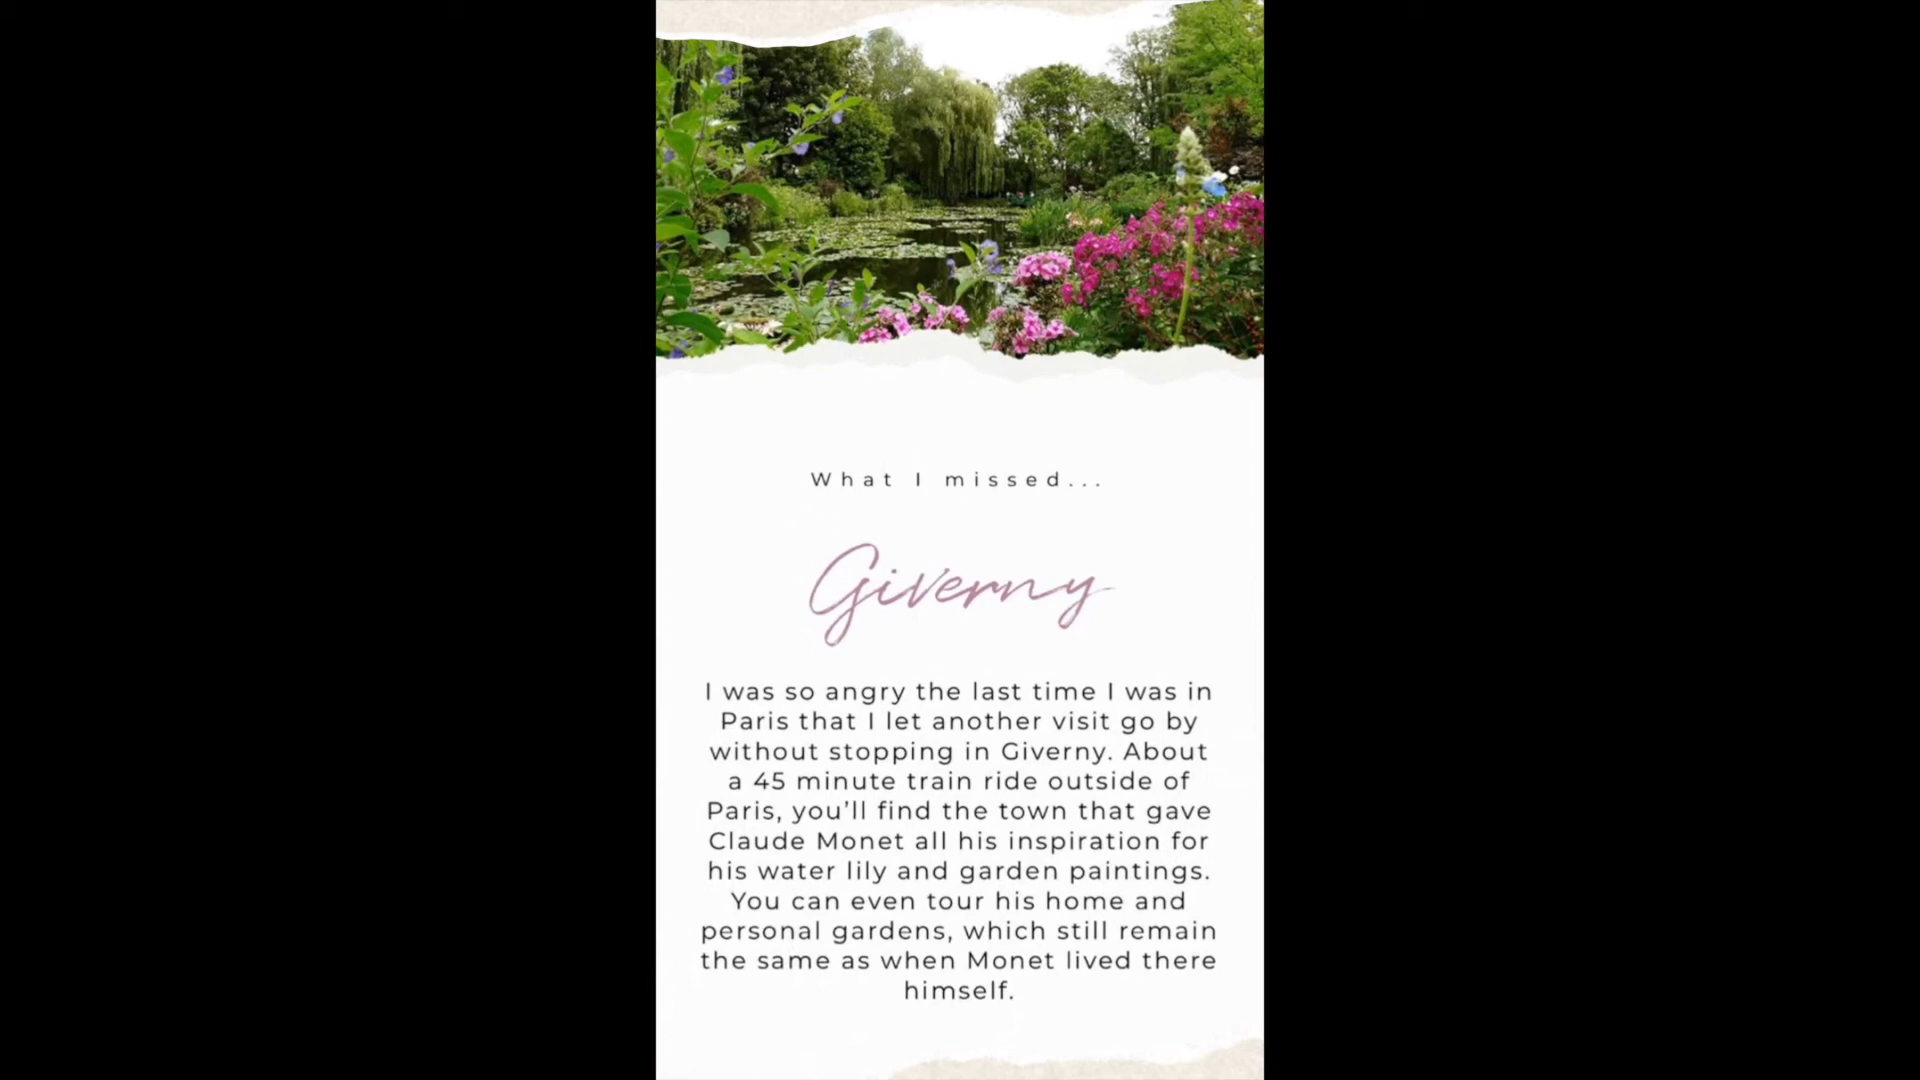 What I missed...
Giverny
I was so angry the last time I was in
Paris that I let another visit go by
without stopping in Giverny. About
a 45 minute train ride outside of
Paris, you’ll find the town that gave
Claude Monet all his inspiration for
his water lily and garden paintings.
You can even tour his home and
personal gardens, which still remain
the same as when Monet lived there
himself.